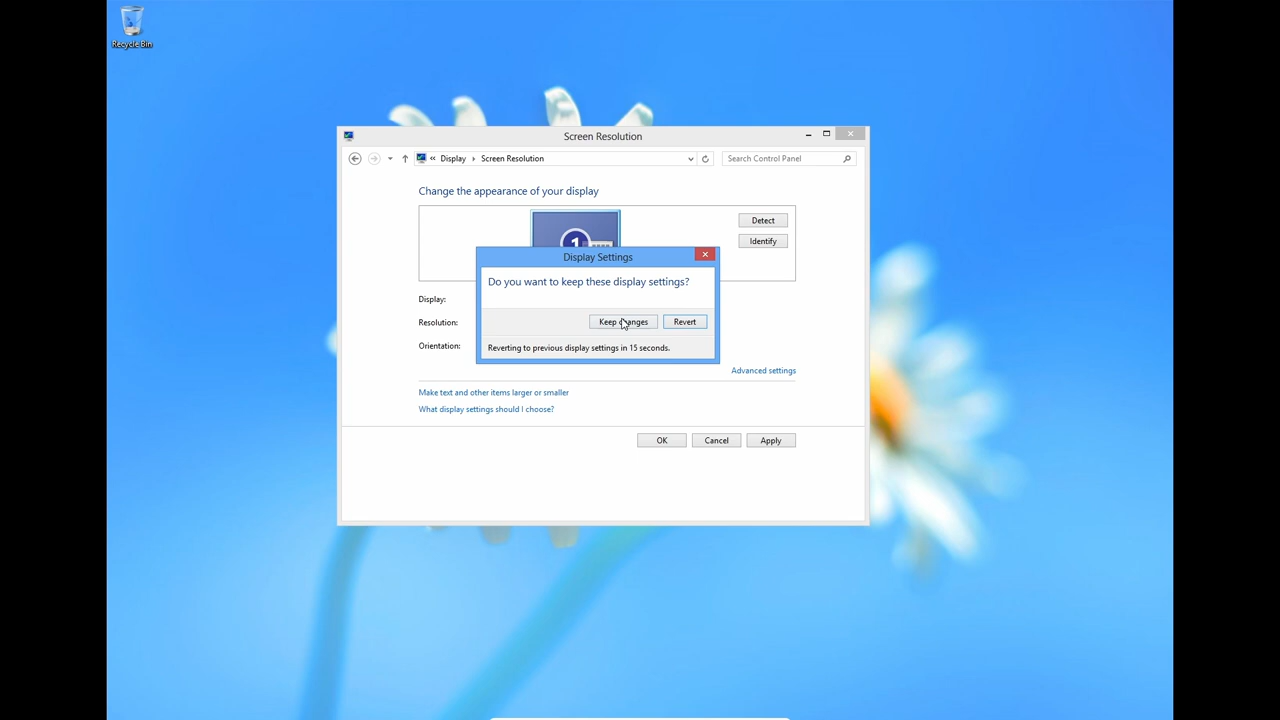 Recycle Bin
Screen Resolution
« Display Screen Resolution
Search Control Panel
Change the appearance of your display
Detect
1
Identify
Display Settings
Do you want to keep these display settings?
Display:
Resolution:
Keep changes Revert
Orientation:
Reverting to previous display settings in 15 seconds.
Advanced settings
Make text and other items larger or smaller
What display settings should I choose?
OK Cancel Apply